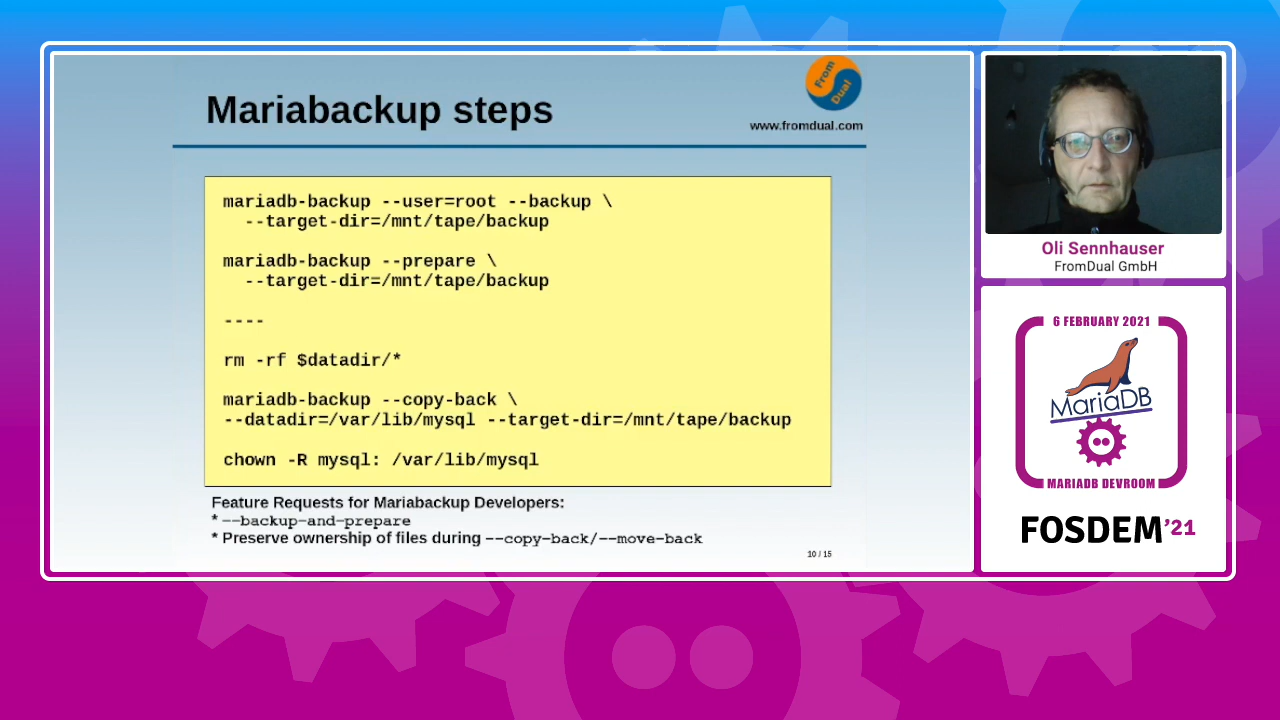 Mariabackup steps
From
Dual
www.fromdual.com
mariadb-backup --user=root --backup \
--target-dir=/mnt/tape/backup
mariadb-backup --prepare \
--target-dir=/mnt/tape/backup
----
rm -rf $datadir/*
mariadb-backup --copy-back \
--datadir=/var/lib/mysql --target-dir=/mnt/tape/backup
chown -R mysql: /var/lib/mysql
Feature Requests for Mariabackup Developers:
* --backup-and-prepare
* Preserve ownership of files during --copy-back/--move-back
10 / 15
Oli Sennhauser
FromDual GmbH
6 FEBRUARY 2021
MariaDB
MARIADB DEVROOM
FOSDEM'21